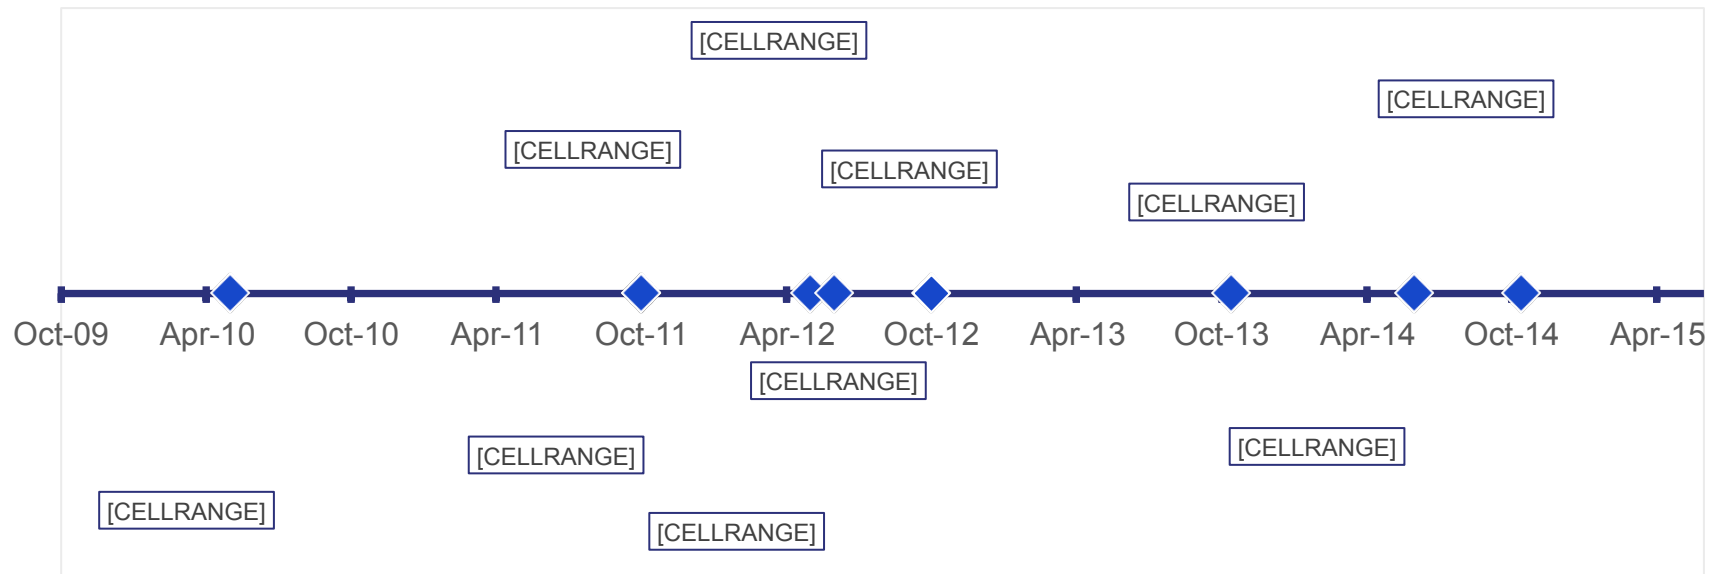 [CELLRANGE]
[CELLRANGE]
[CELLRANGE]
[CELLRANGE]
[CELLRANGE]
Oct-09 Apr-10 Oct-10 Apr-11 Oct-11 Apr-12 Oct-12 Apr-13 Oct-13 Apr-14 Oct-14 Apr-15
[CELLRANGE]
[CELLRANGE]
[CELLRANGE]
[CELLRANGE]
[CELLRANGE]